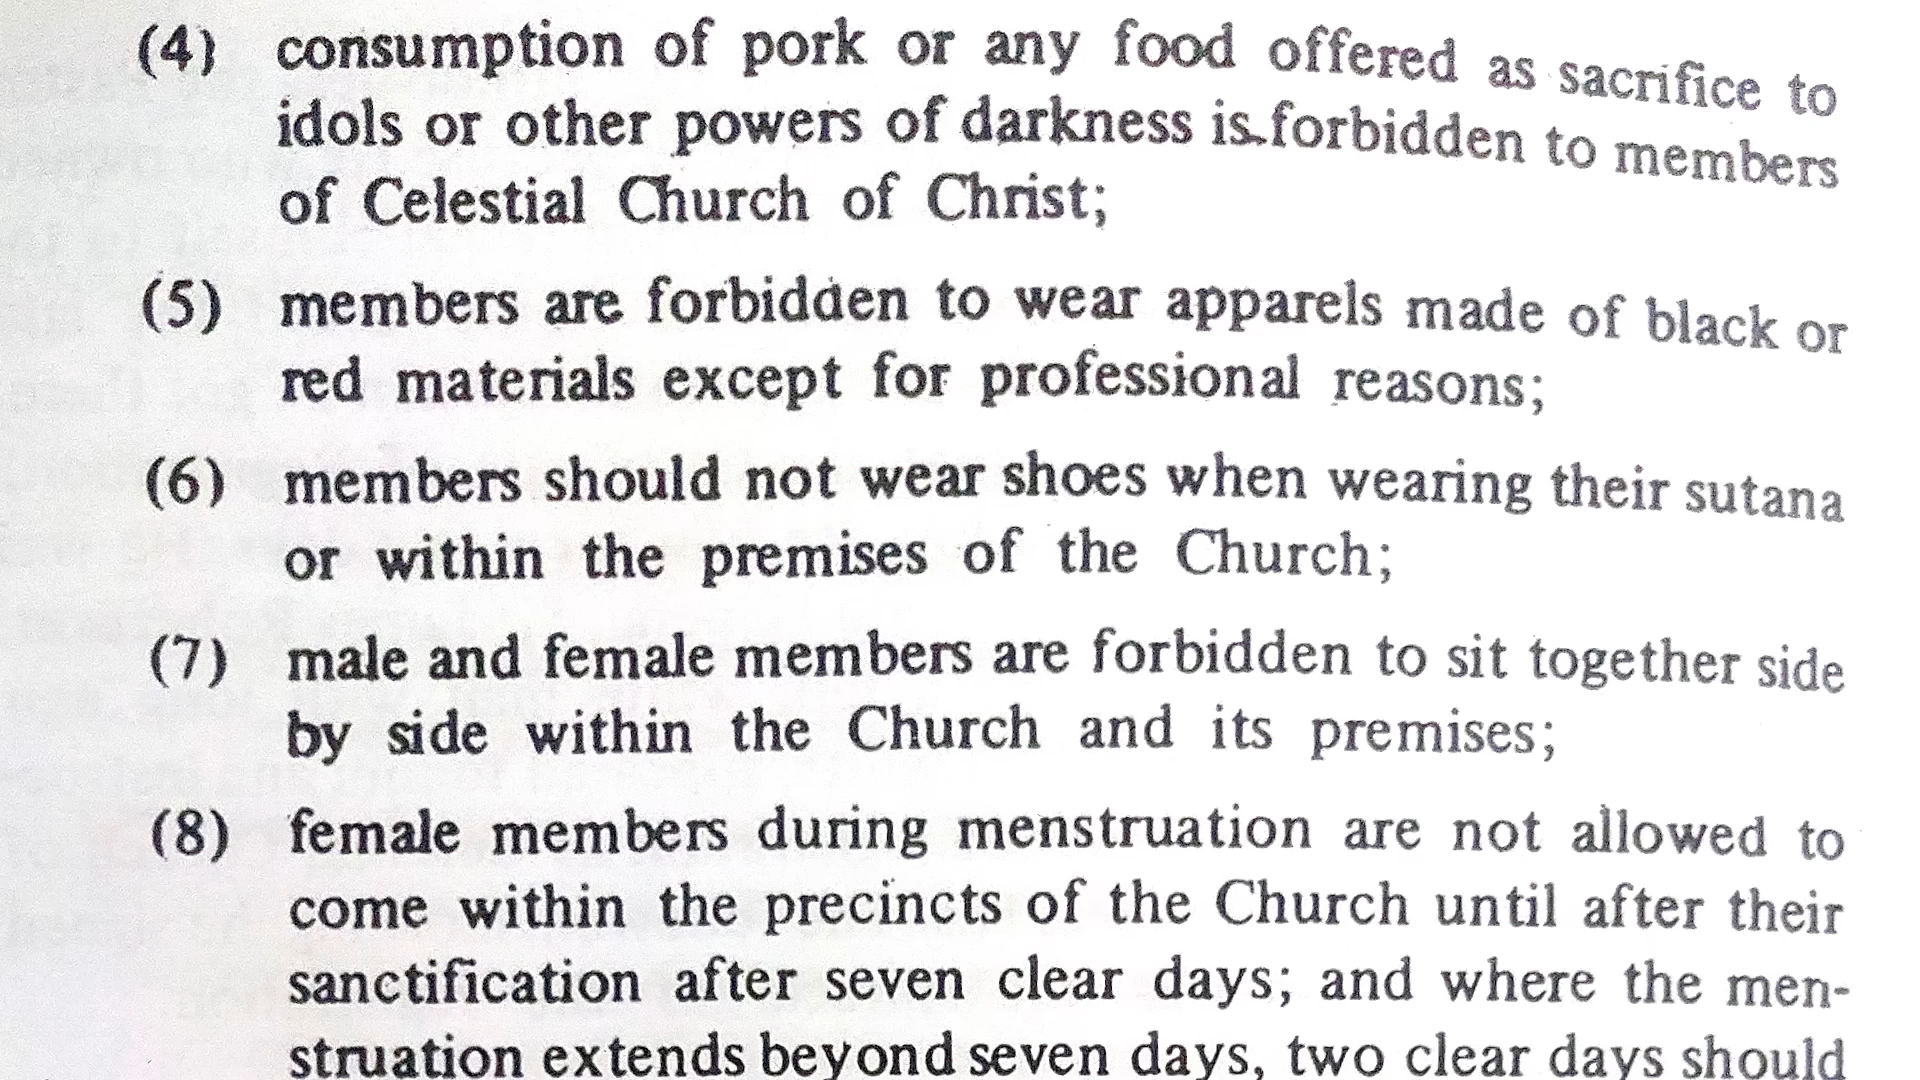 (4) consumption of pork or any food offered as sacrifice to
idols or other powers of darkness is forbidden to members
of Celestial Church of Christ;
(5) members are forbidden to wear apparels made of black or
red materials except for professional reasons;
(6) members should not wear shoes when wearing their sutana
or within the premises of the Church;
(7) male and female members are forbidden to sit together side
by side within the Church and its premises;
(8) female members during menstruation are not allowed to
come within the precincts of the Church until after their
sanctification after seven clear days; and where the men-
struation extends beyond seven days, two clear days should